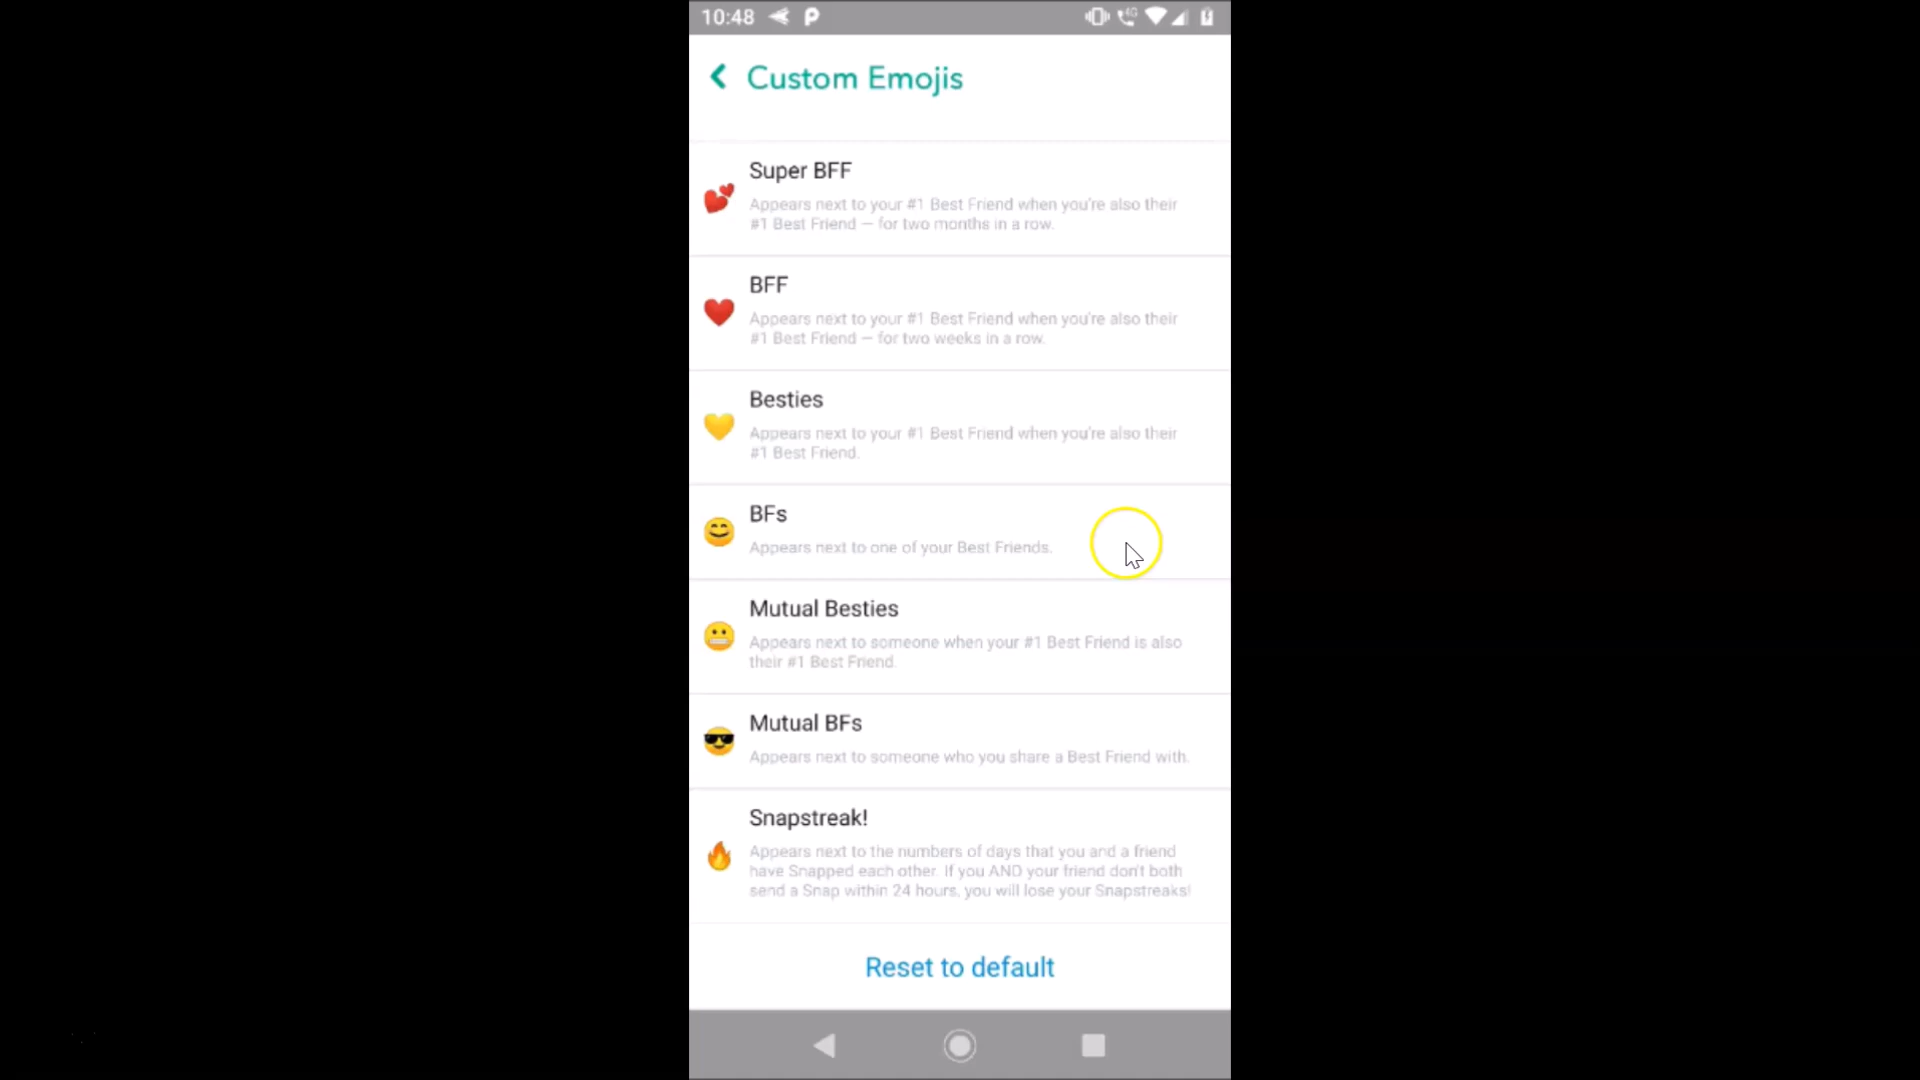 10:48
4G
Custom Emojis
Super BFF
Appears next to your #1 Best Friend when you're also their
#1 Best Friend — for two months in a row.
BFF
Appears next to your #1 Best Friend when you're also their
#1 Best Friend — for two weeks in a row.
Besties
Appears next to your #1 Best Friend when you're also their
#1 Best Friend.
BFs
Appears next to one of your Best Friends.
Mutual Besties
Appears next to someone when your #1 Best Friend is also
their #1 Best Friend.
Mutual BFs
Appears next to someone who you share a Best Friend with.
Snapstreak!
Appears next to the numbers of days that you and a friend
have Snapped each other. If you AND your friend don't both
send a Snap within 24 hours, you will lose your Snapstreaks!
Reset to default